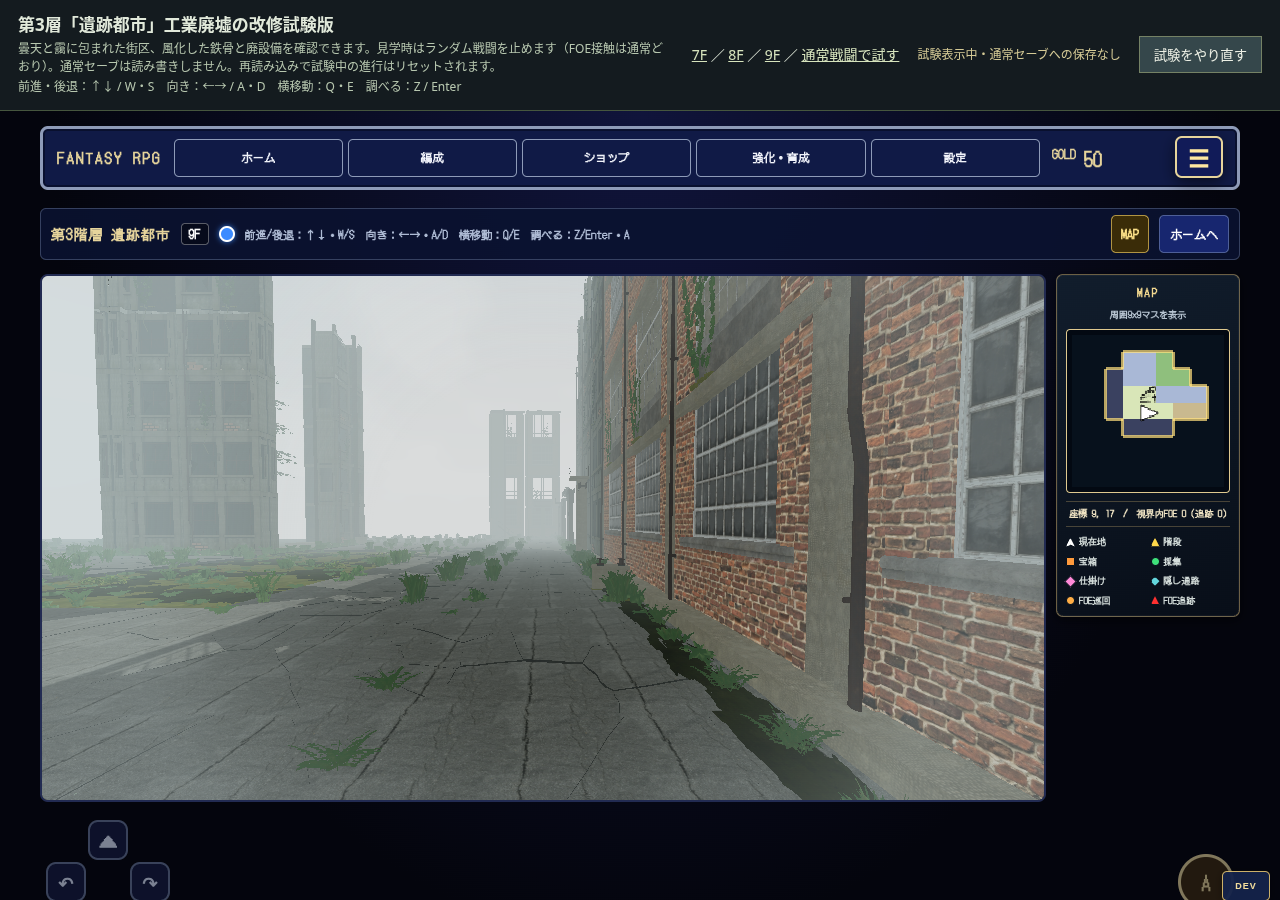 第3層「遺跡都市」工業廃墟の改修試験版
曇天と霧に包まれた街区、風化した鉄骨と廃設備を確認できます。見学時はランダム戦闘を止めます（FOE接触は通常ど
おり）。通常セーブは読み書きしません。再読み込みで試験中の進行はリセットされます。
前進・後退：↑ ↓ / W・S　向き：←→ / A・D　横移動：Q・E　調べる：Z / Enter
7F ／ 8F ／ 9F ／ 通常戦闘で試す
試験表示中・通常セーブへの保存なし
試験をやり直す
FANTASY RPG
ホーム
編成
ショップ
強化・育成
設定
GOLD 50
第3階層 遺跡都市
9F
前進/後退：↑↓・W/S　向き：←→・A/D　横移動：Q/E　調べる：Z/Enter・A
MAP
ホームへ
MAP
周囲9x9マスを表示
座標 9, 17 ／ 視界内FOE 0（追跡 0）
現在地
階段
宝箱
採集
仕掛け
隠し通路
FOE巡回
FOE追跡
A
DEV